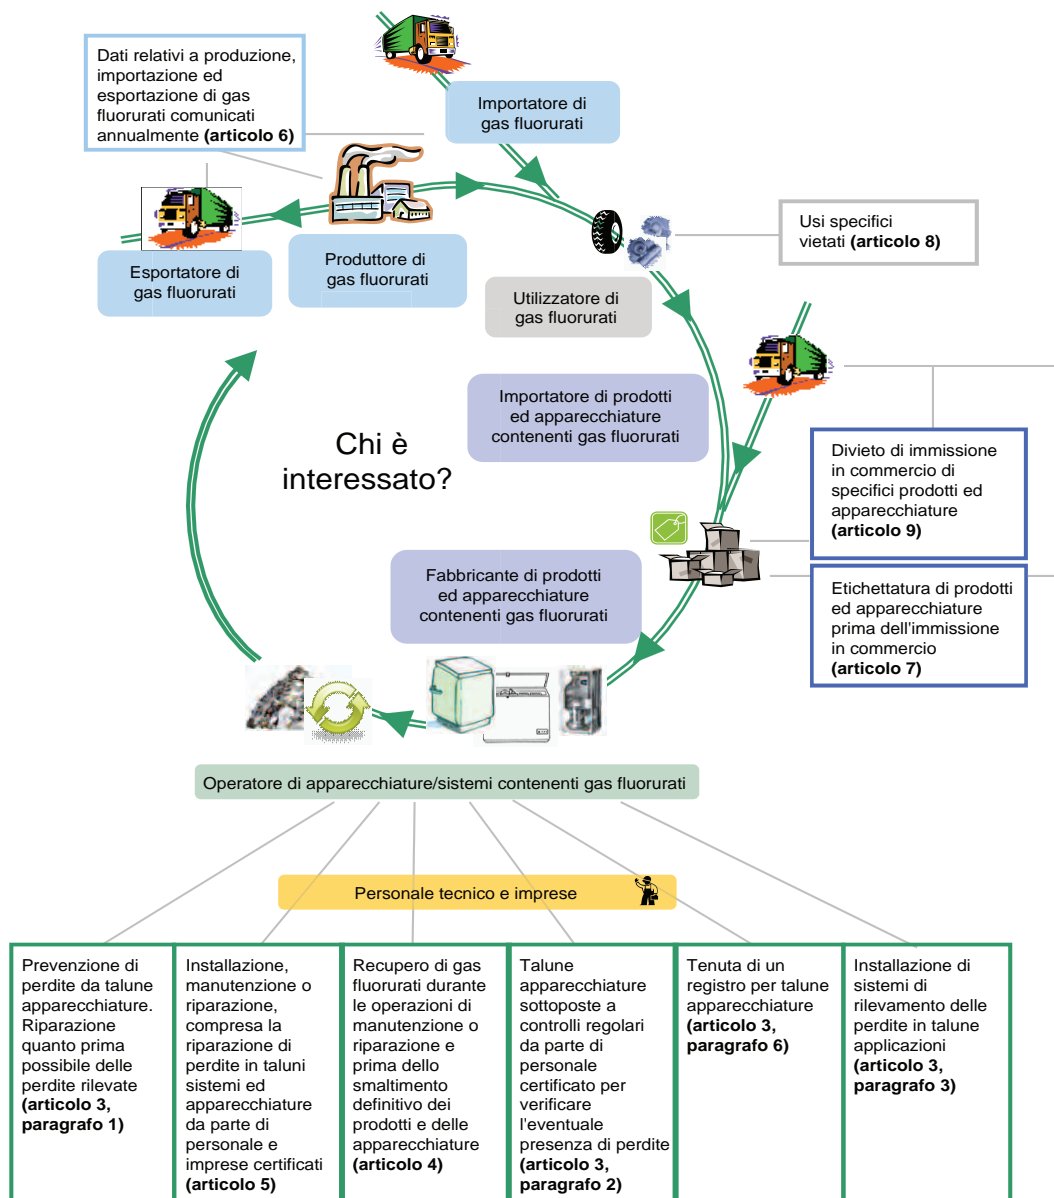 Dati relativi a produzione,
importazione ed
esportazione di gas
fluorurati comunicati
annualmente (articolo 6)
Importatore di
gas fluorurati
Esportatore di
gas fluorurati
Produttore di
gas fluorurati
Usi specifici
vietati (articolo 8)
Utilizzatore di
gas fluorurati
Importatore di prodotti
ed apparecchiature
contenenti gas fluorurati
Chi è
interessato?
Divieto di immissione
in commercio di
specifici prodotti ed
apparecchiature
(articolo 9)
Fabbricante di prodotti
ed apparecchiature
contenenti gas fluorurati
Etichettatura di prodotti
ed apparecchiature
prima dell'immissione
in commercio
(articolo 7)
Operatore di apparecchiature/sistemi contenenti gas fluorurati
Personale tecnico e imprese
Prevenzione di
perdite da talune
apparecchiature.
Riparazione
quanto prima
possibile delle
perdite rilevate
(articolo 3,
paragrafo 1)
Installazione,
manutenzione o
riparazione,
compresa la
riparazione di
perdite in taluni
sistemi ed
apparecchiature
da parte di
personale e
imprese certificati
(articolo 5)
Recupero di gas
fluorurati durante
le operazioni di
manutenzione o
riparazione e
prima dello
smaltimento
definitivo dei
prodotti e delle
apparecchiature
(articolo 4)
Talune
apparecchiature
sottoposte a
controlli regolari
da parte di
personale
certificato per
verificare
l'eventuale
presenza di perdite
(articolo 3,
paragrafo 2)
Tenuta di un
registro per talune
apparecchiature
(articolo 3,
paragrafo 6)
Installazione di
sistemi di
rilevamento delle
perdite in talune
applicazioni
(articolo 3,
paragrafo 3)